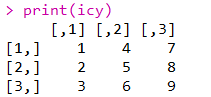 > print(icy)
     [,1] [,2] [,3]
[1,]    1    4    7
[2,]    2    5    8
[3,]    3    6    9